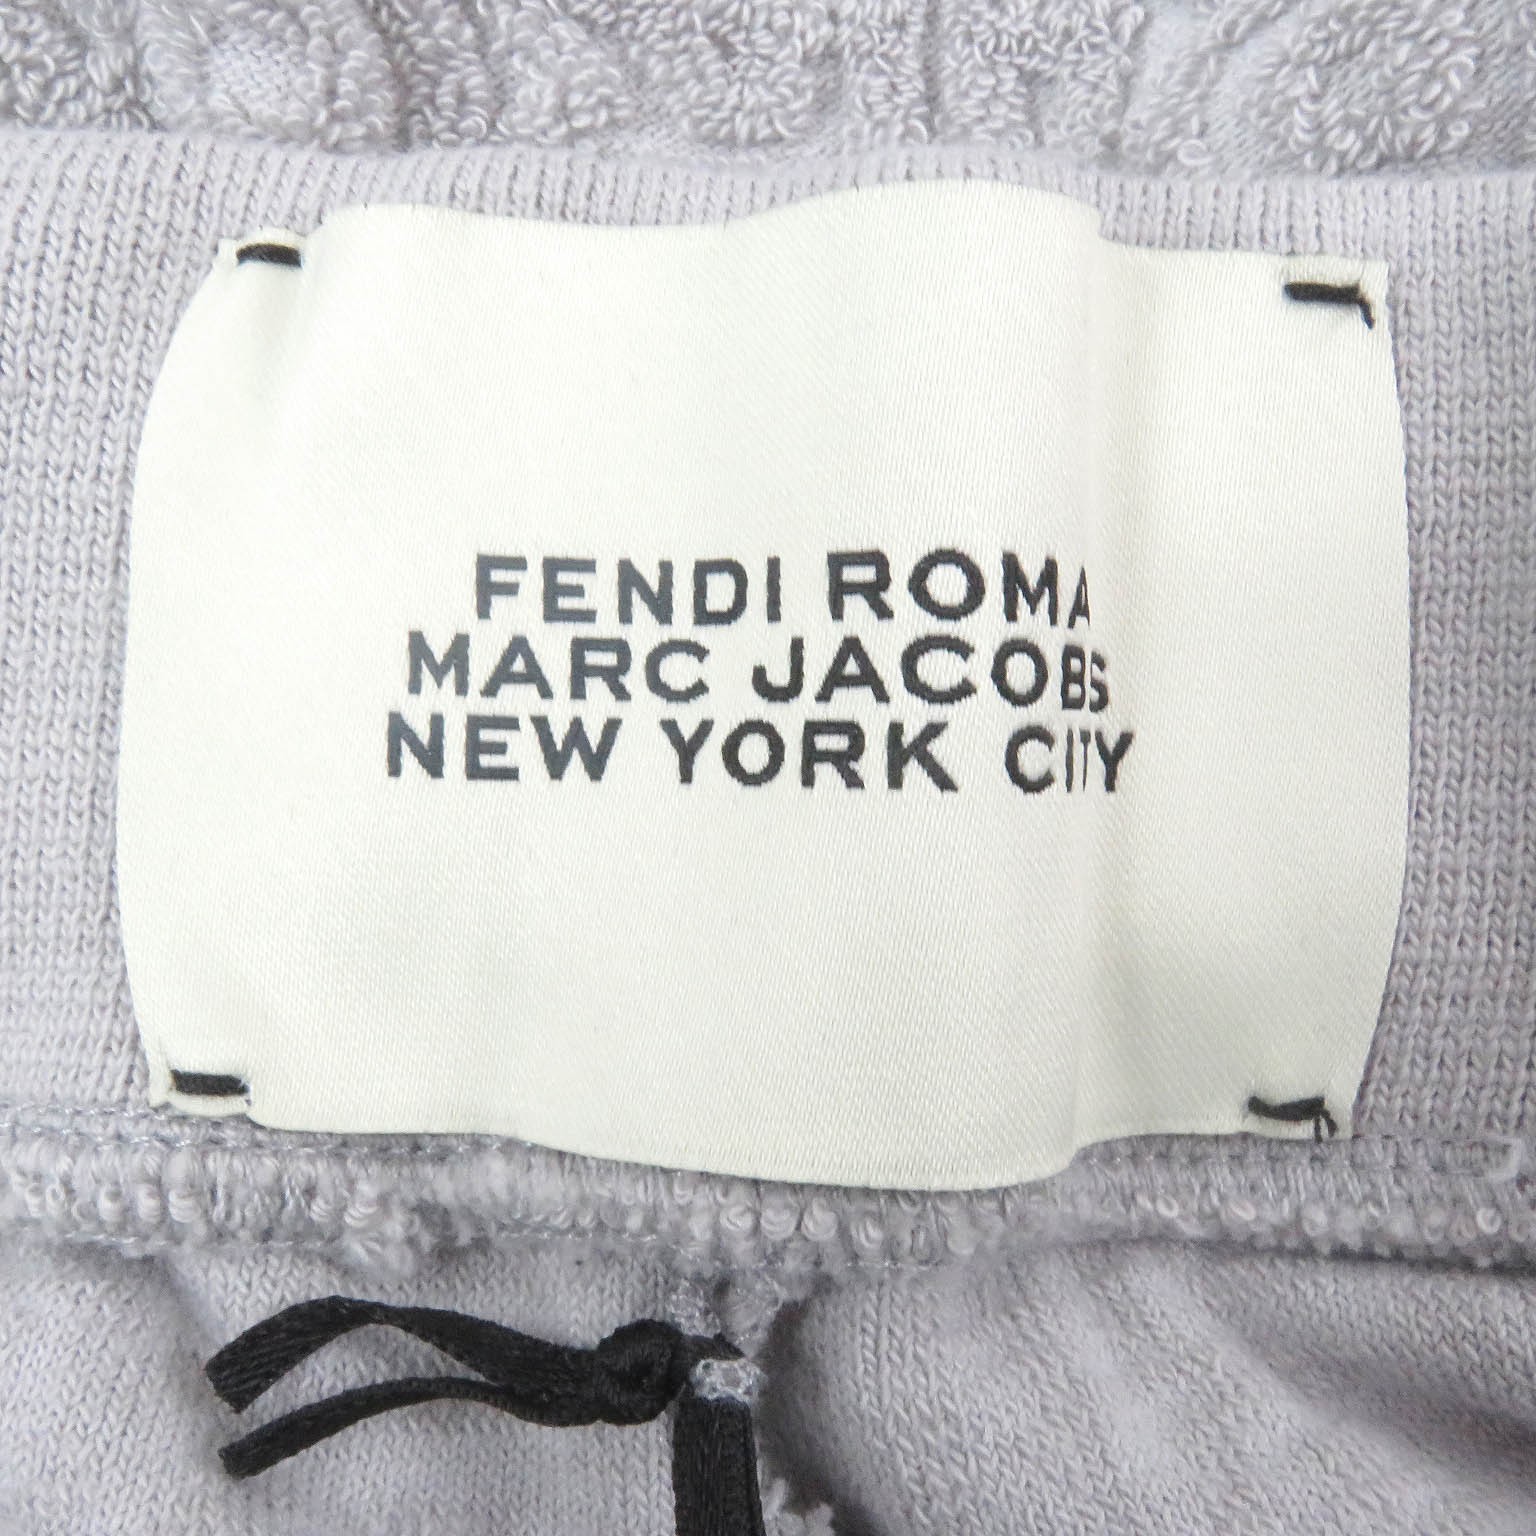 FENDI ROMA
MARC JACOBS
NEW YORK CITY